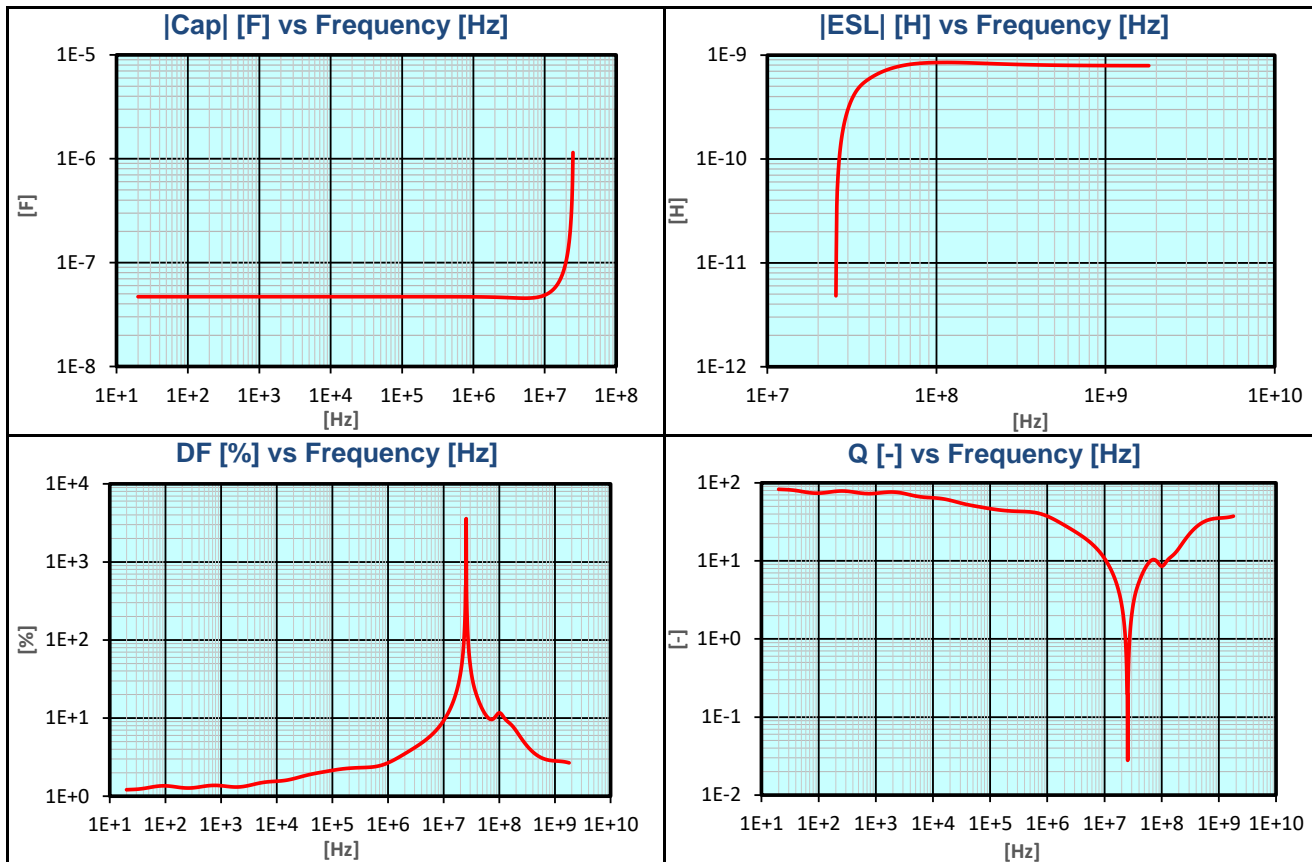 |Cap| [F] vs Frequency [Hz]
1E-5
1E-6
1E-7
1E-8
[F]
1E+1 1E+2 1E+3 1E+4 1E+5 1E+6 1E+7 1E+8
[Hz]
|ESL| [H] vs Frequency [Hz]
1E-9
1E-10
1E-11
1E-12
[H]
1E+7 1E+8 1E+9 1E+10
[Hz]
DF [%] vs Frequency [Hz]
1E+4
1E+3
1E+2
1E+1
1E+0
[%]
1E+1 1E+2 1E+3 1E+4 1E+5 1E+6 1E+7 1E+8 1E+9 1E+10
[Hz]
Q [-] vs Frequency [Hz]
1E+2
1E+1
1E+0
1E-1
1E-2
[-]
1E+1 1E+2 1E+3 1E+4 1E+5 1E+6 1E+7 1E+8 1E+9 1E+10
[Hz]